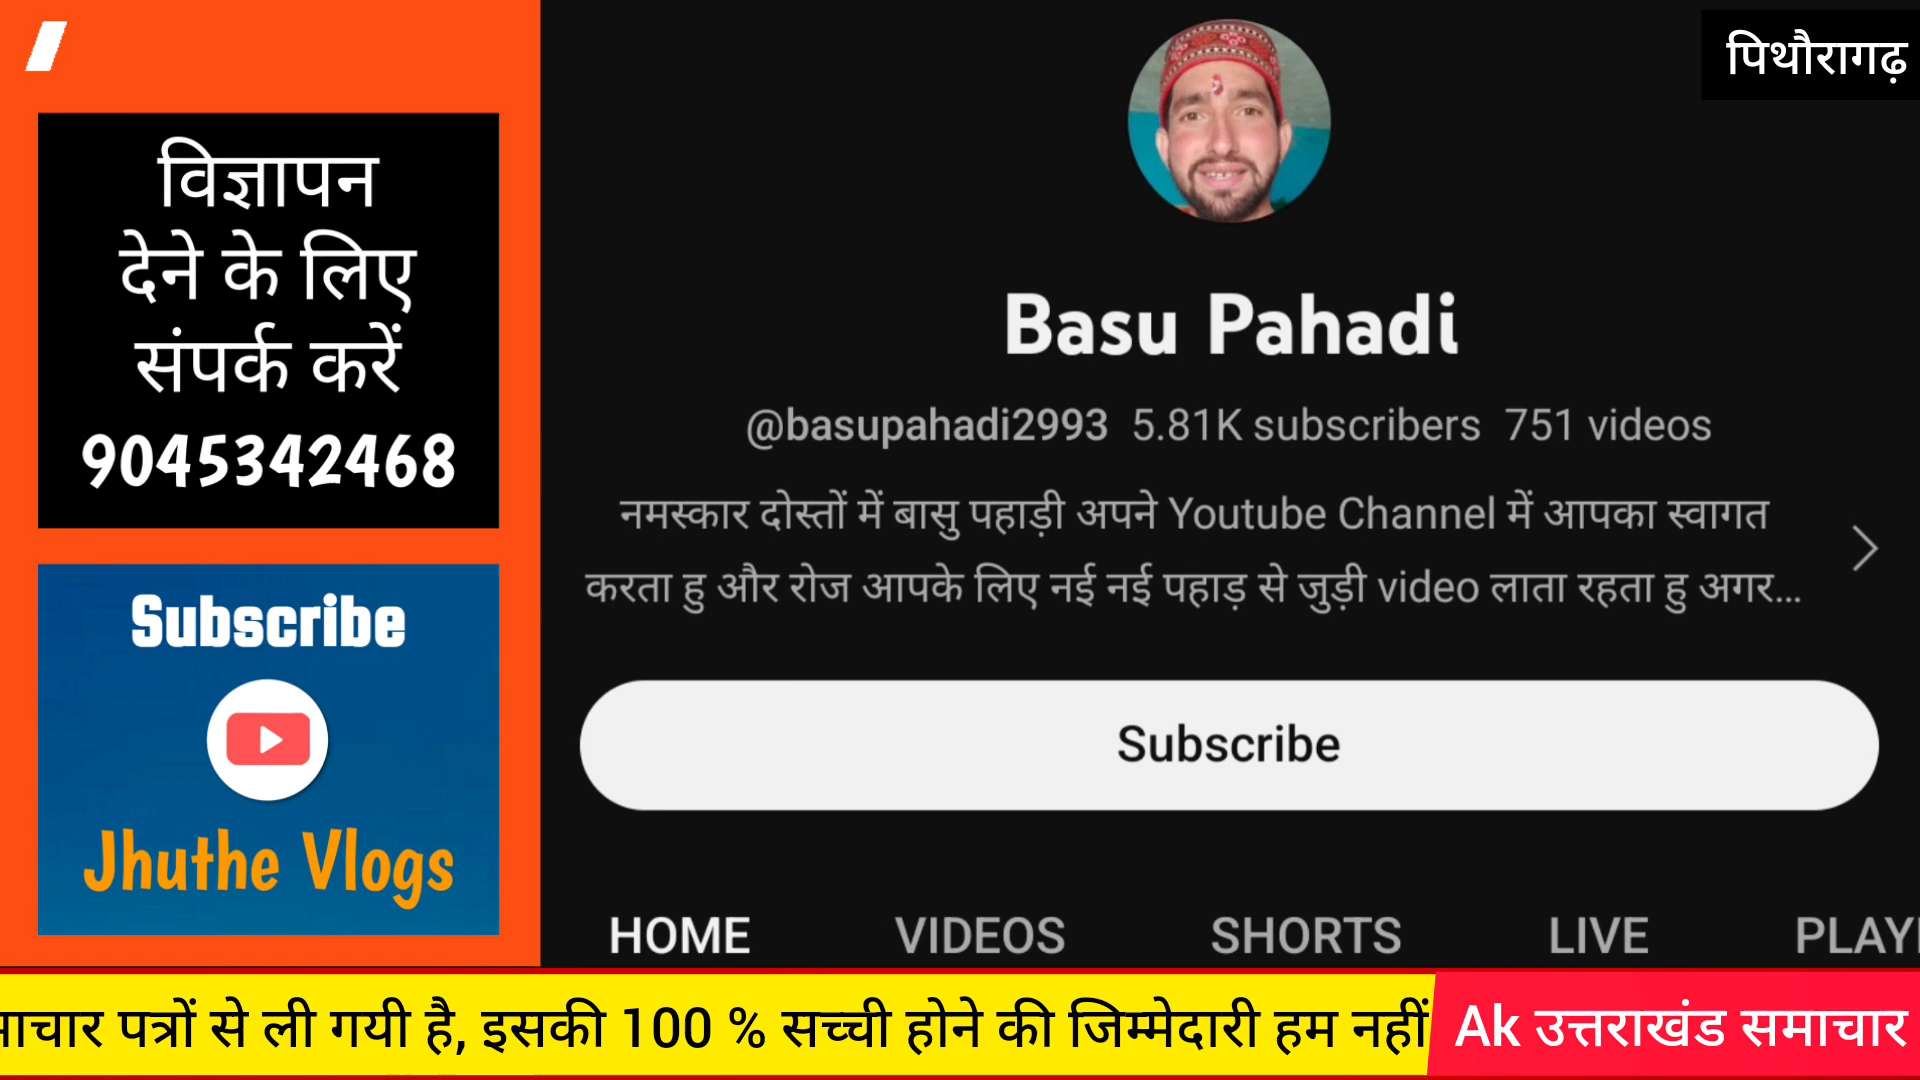 विज्ञापन
देने के लिए
संपर्क करें
9045342468
Subscribe
Jhuthe Vlogs
पिथौरागढ़
Basu Pahadi
@basupahadi2993 5.81K subscribers 751 videos
नमस्कार दोस्तों में बासु पहाड़ी अपने Youtube Channel में आपका स्वागत
करता हु और रोज आपके लिए नई नई पहाड़ से जुड़ी video लाता रहता हु अगर...
Subscribe
HOME VIDEOS SHORTS LIVE PLAY
पत्रों से ली गयी है, इसकी 100 % सच्ची होने की जिम्मेदारी हम नहीं
Ak उत्तराखंड समाचार